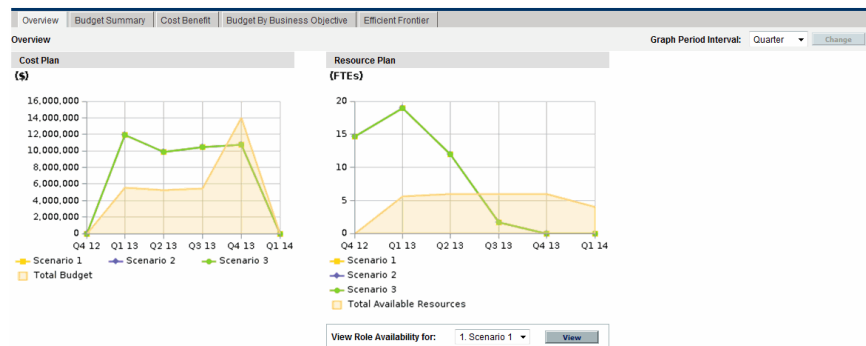 Overview Budget Summary Cost Benefit Budget By Business Objective Efficient Frontier
Overview Graph Period Interval: Quarter Change
Cost Plan
($)
16,000,000
14,000,000
12,000,000
10,000,000
8,000,000
6,000,000
4,000,000
2,000,000
0
Q4 12 Q1 13 Q2 13 Q3 13 Q4 13 Q1 14
Scenario 1 Scenario 2 Scenario 3
Total Budget
Resource Plan
(FTEs)
20
15
10
5
0
Q4 12 Q1 13 Q2 13 Q3 13 Q4 13 Q1 14
Scenario 1
Scenario 2
Scenario 3
Total Available Resources
View Role Availability for: 1. Scenario 1 View